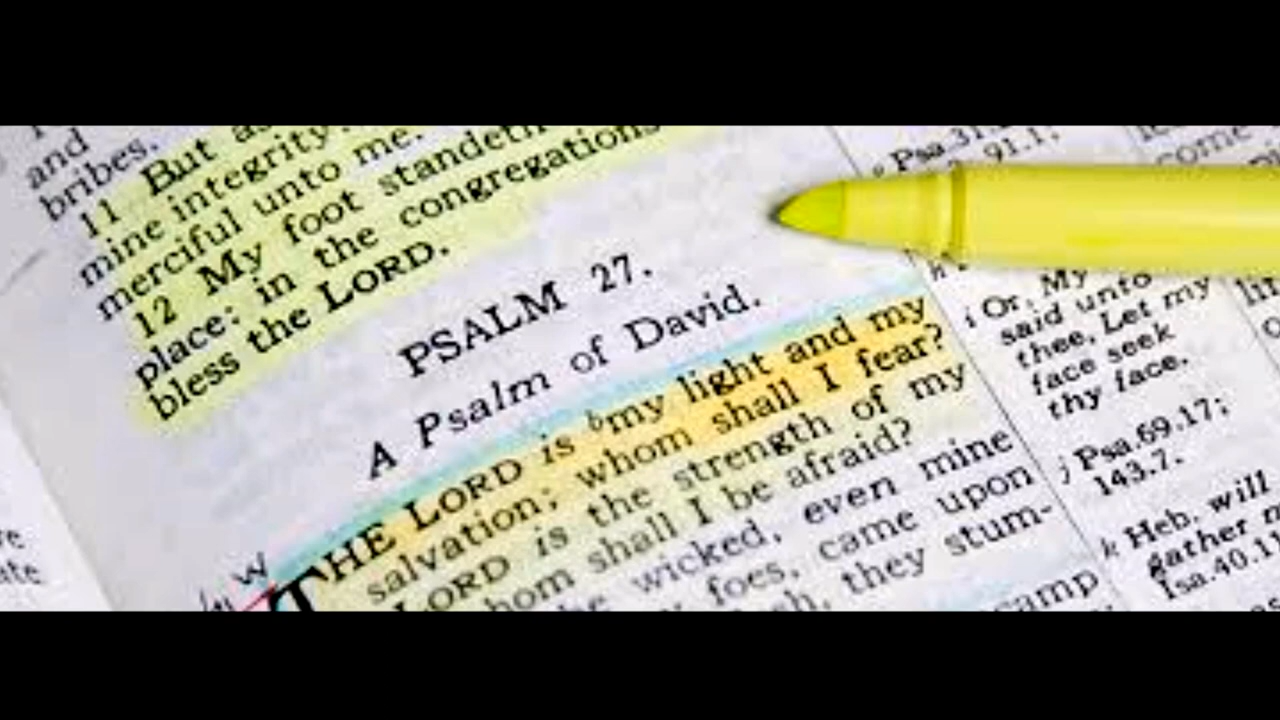 and
bribes.
11 But
mine integrity:
merciful unto me.
12 My foot standeth
place: in the congregations
bless the LORD.
PSALM 27.
A Psalm of David.
THE LORD is b my light and my
salvation; whom shall I fear?
LORD is the strength of my
shall I be afraid?
wicked, even mine
foes, came upon
they stum-
camp
Psa.31
91.1;
come
i Or, My
said unto
thee, Let my
face seek
thy face.
j Psa.69.17;
143.7.
k Heb. will
gather
Isa.40.11
W